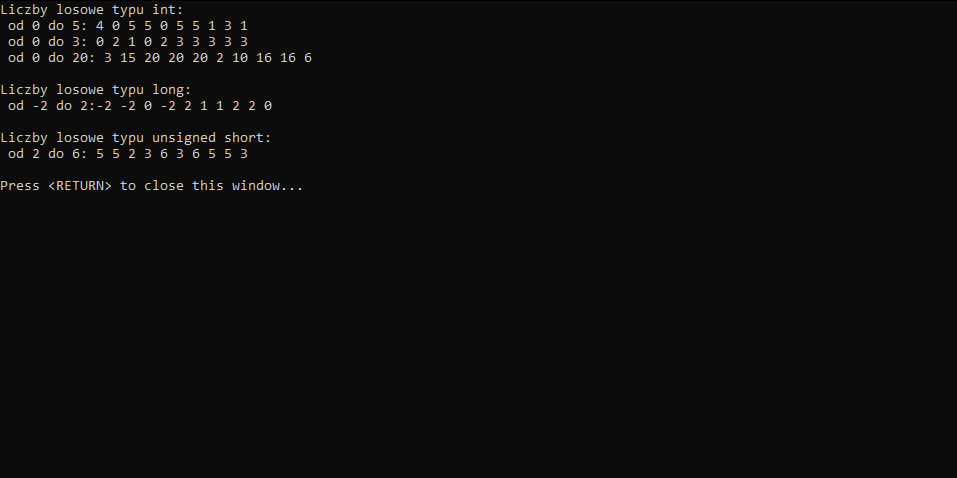 Liczby losowe typu int:
od 0 do 5: 4 0 5 5 0 5 5 1 3 1
od 0 do 3: 0 2 1 0 2 3 3 3 3 3
od 0 do 20: 3 15 20 20 20 2 10 16 16 6
Liczby losowe typu long:
od -2 do 2:-2 -2 0 -2 2 1 1 2 2 0
Liczby losowe typu unsigned short:
od 2 do 6: 5 5 2 3 6 3 6 5 5 3
Press <RETURN> to close this window...